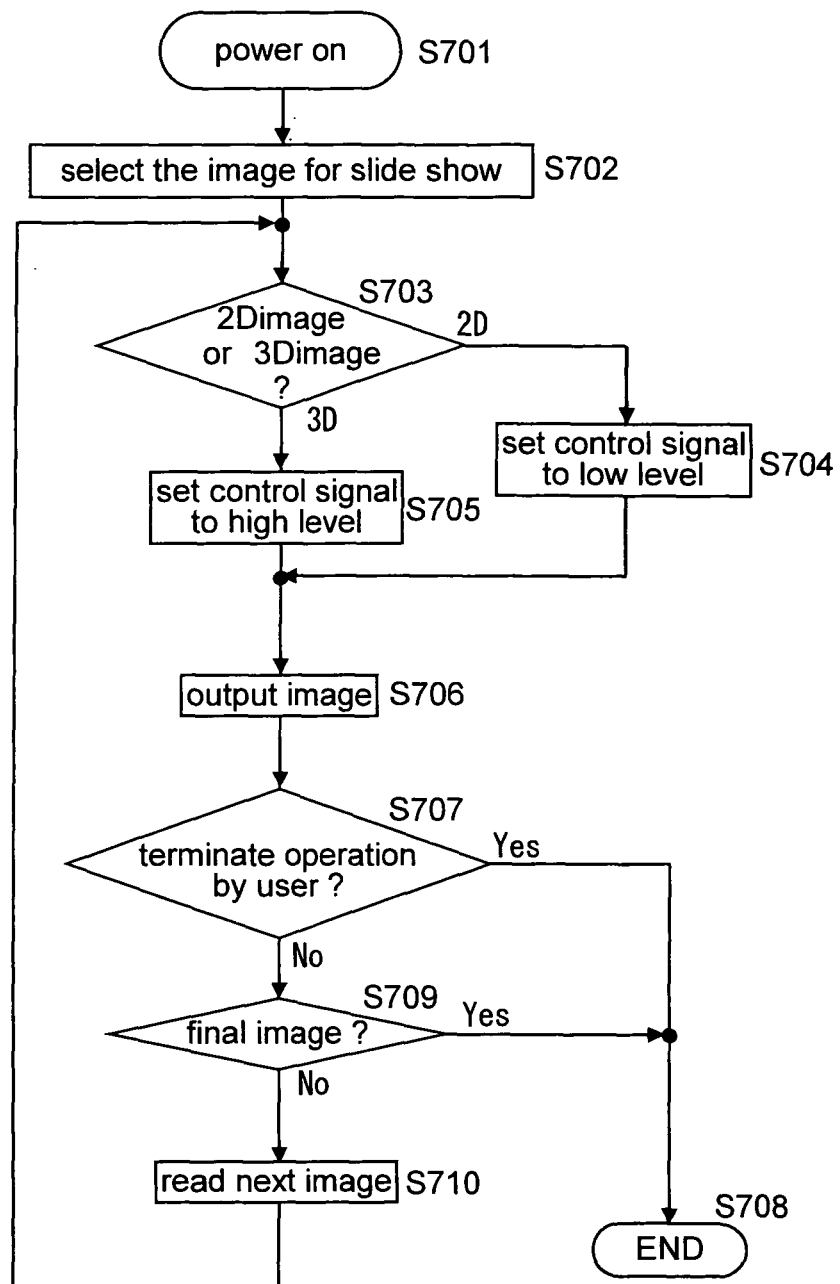 power on
S701
select the image for slide show
S702
S703
2Dimage
or 3Dimage
?
2D
3D
set control signal
to low level
S704
set control signal
to high level
S705
output image
S706
S707
terminate operation
by user ?
Yes
No
S709
final image ?
Yes
No
read next image
S710
S708
END